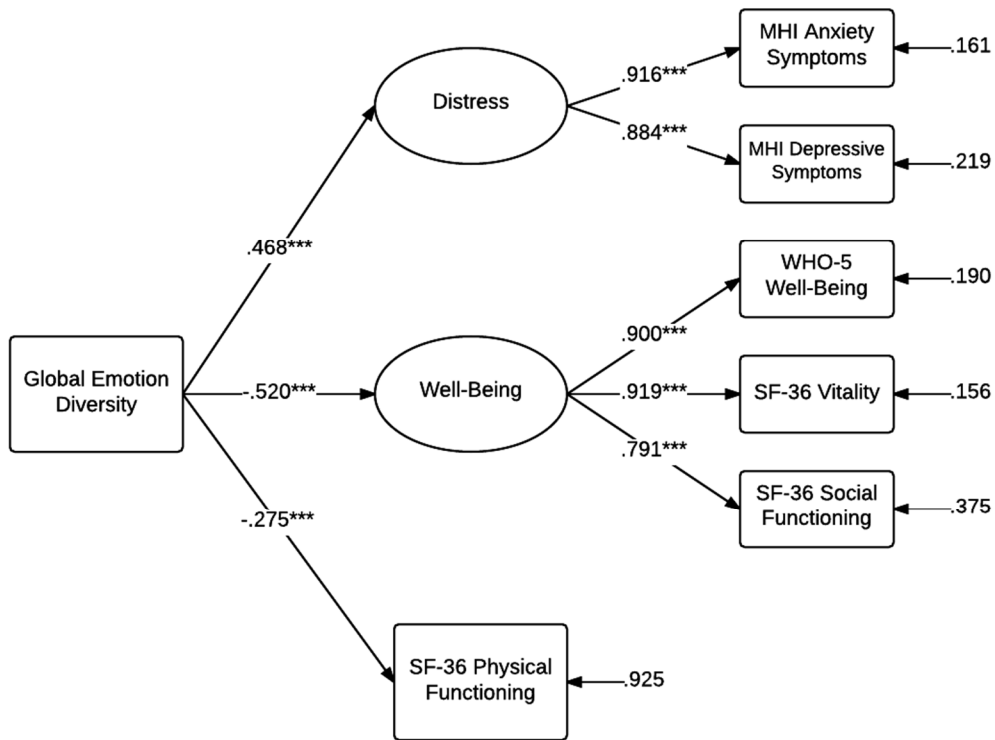 MHI Anxiety
Symptoms
.161
.916***
Distress
.884***
MHI Depressive
Symptoms
.219
.468***
WHO-5
Well-Being
.190
.900***
Global Emotion
Diversity
-.520***
Well-Being
.919***
SF-36 Vitality
.156
.791***
SF-36 Social
Functioning
.375
-.275***
SF-36 Physical
Functioning
.925